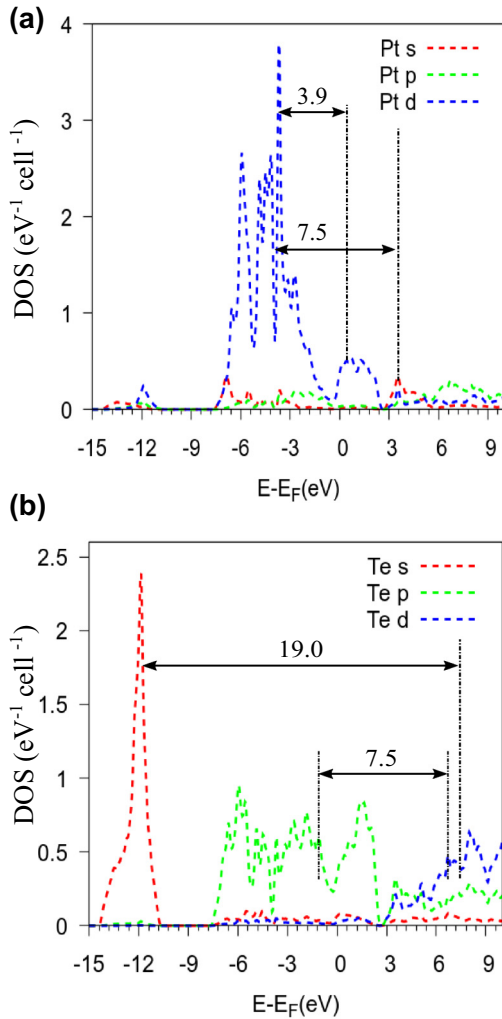 (a)
4
3
2
1
0
DOS (eV⁻¹ cell ⁻¹)
Pt s
Pt p
Pt d
3.9
7.5
-15 -12 -9 -6 -3 0 3 6 9
E-E_F(eV)
(b)
2.5
2
1.5
1
0.5
0
DOS (eV⁻¹ cell ⁻¹)
Te s
Te p
Te d
19.0
7.5
-15 -12 -9 -6 -3 0 3 6 9
E-E_F(eV)